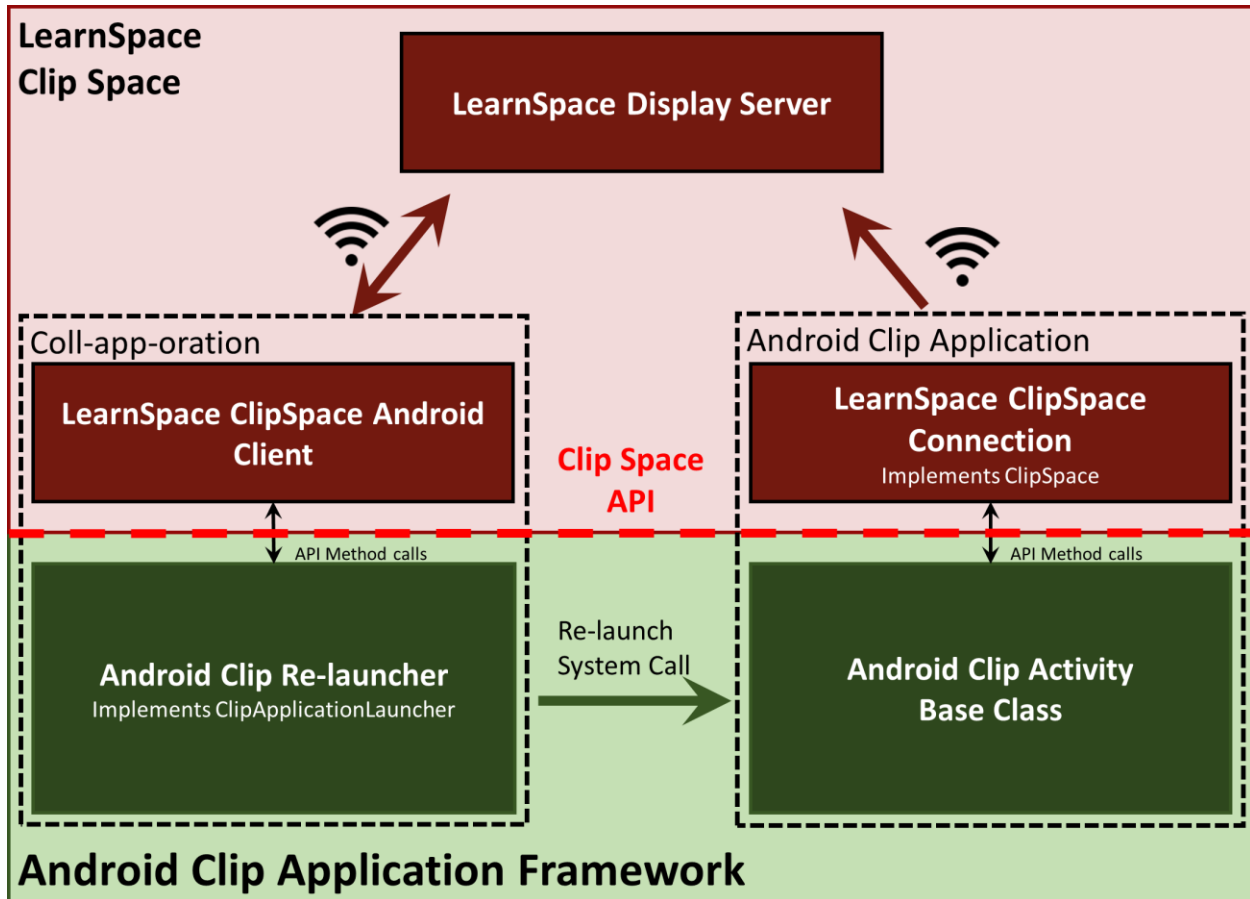 LearnSpace
Clip Space
LearnSpace Display Server
Coll-app-oration
LearnSpace ClipSpace Android
Client
Android Clip Application
LearnSpace ClipSpace
Connection
Implements ClipSpace
Clip Space
API
API Method calls
API Method calls
Android Clip Re-launcher
Implements ClipApplicationLauncher
Re-launch
System Call
Android Clip Activity
Base Class
Android Clip Application Framework